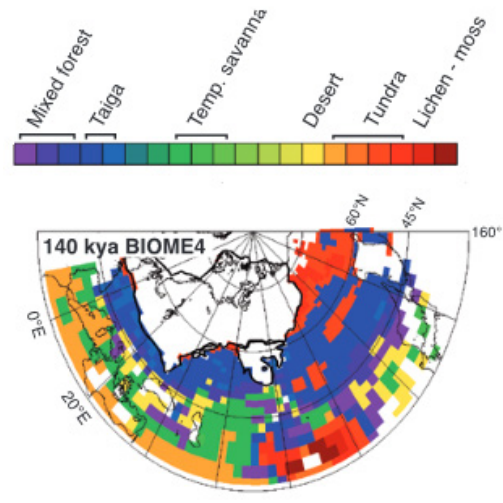 Mixed forest
Taiga
Temp. savanna
Desert
Tundra
Lichen - moss
140 kya BIOME4
60°N
45°N
160°
0°E
20°E